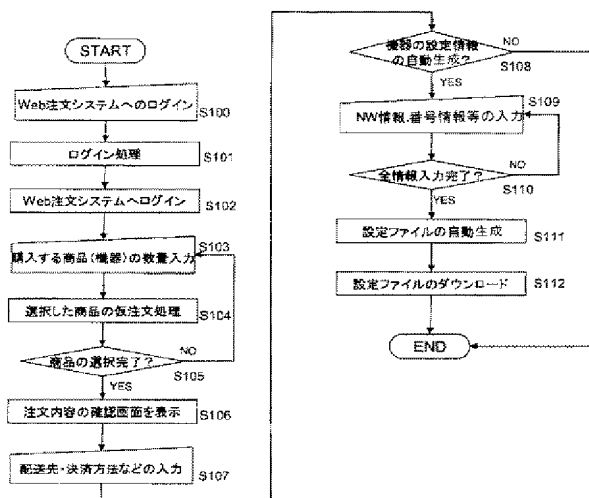 START
Web注文システムへのログイン
S100
ログイン処理
S101
Web注文システムへログイン
S102
購入する商品(機器)の数量入力
S103
選択した商品の仮注文処理
S104
商品の選択完了?
NO
S105
YES
注文内容の確認画面を表示
S106
配送先・決済方法などの入力
S107
機器の設定情報
の自動生成?
NO
S108
YES
NW情報,番号情報等の入力
S109
全情報入力完了?
NO
S110
YES
設定ファイルの自動生成
S111
設定ファイルのダウンロード
S112
END